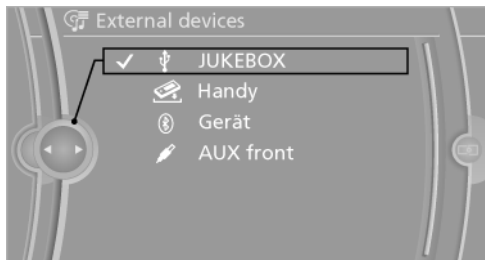 External devices
JUKEBOX
Handy
Gerät
AUX front